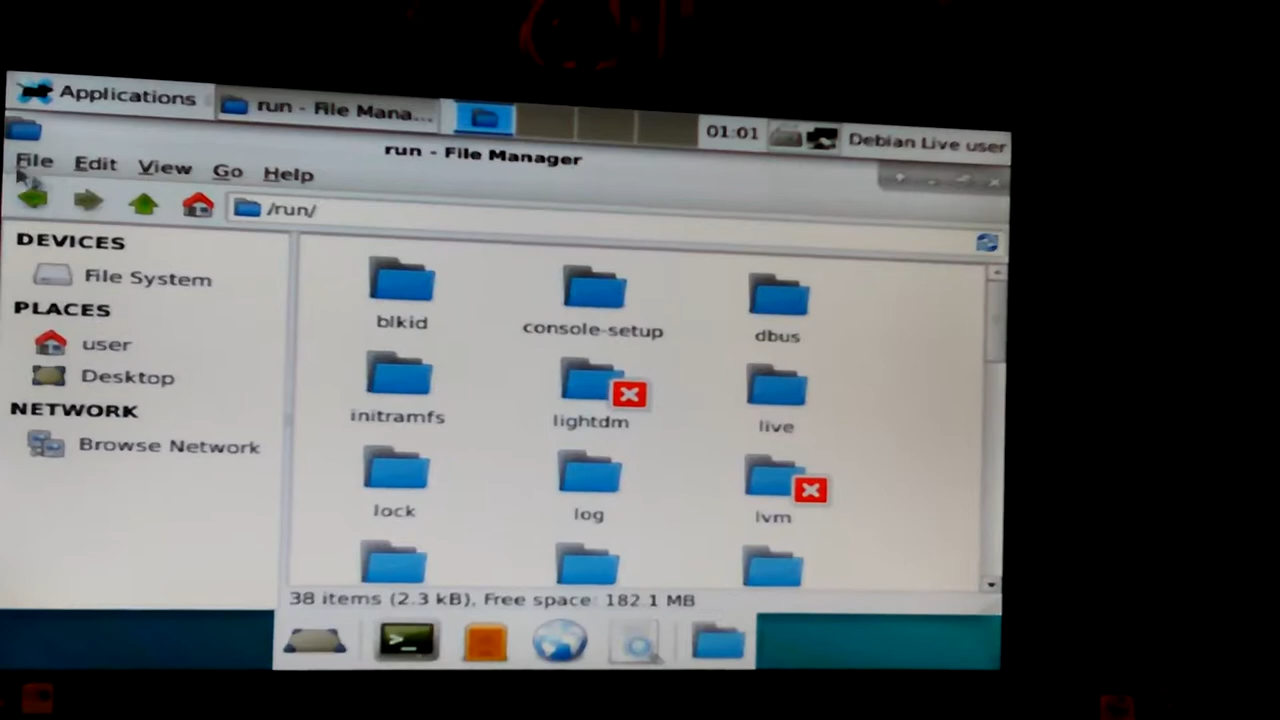 Applications run - File Mana... 01:01 Debian Live user
run - File Manager
File Edit View Go Help
/run/
DEVICES
File System
PLACES
user
Desktop
NETWORK
Browse Network
blkid console-setup dbus
initramfs lightdm live
lock log lvm
38 items (2.3 kB), Free space: 182.1 MB